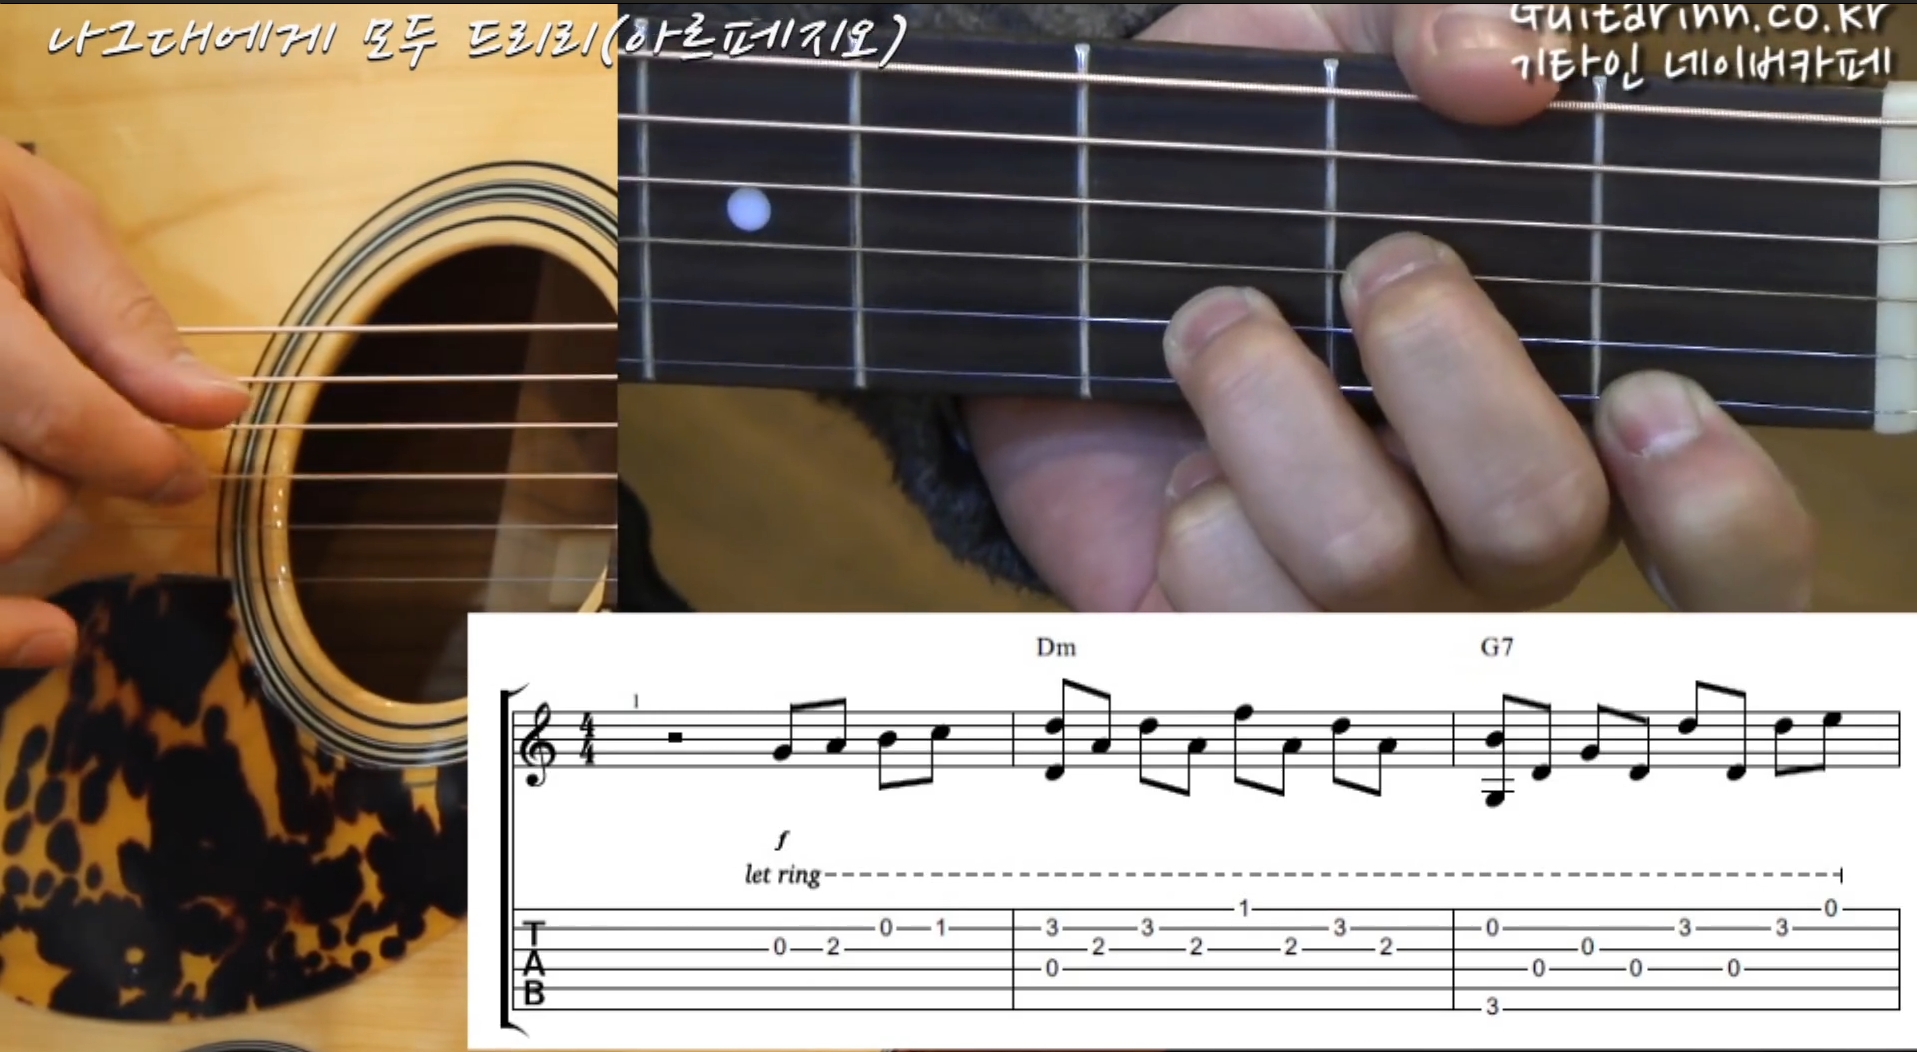 나그대에게 모두 드리리(아르페지오)
Guitarinn.co.kr
기타인 네이버카페
Dm G7
1
4
4
f
let ring
1 0
T 0 1 3 3 3 0 3 3
0 2 2 2 2 2 0
A 0 0 0 0
B
3